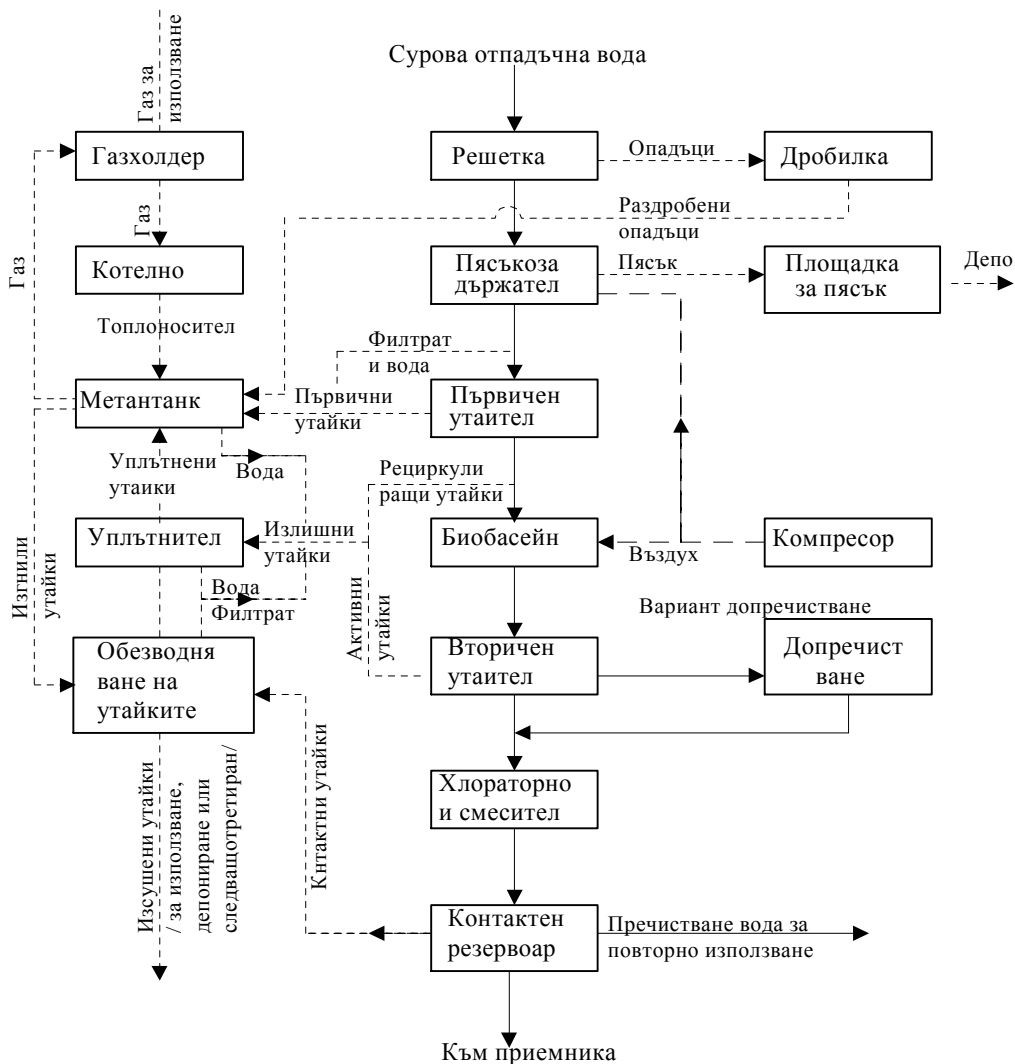 Сурова отпадъчна вода
Газ за
използване
Газхолдер
Решетка
Опадъци
Дробилка
Газ
Раздробени
опадъци
Газ
Котелно
Пясъкоза
държател
Пясък
Площадка
за пясък
Депо
Топлоносител
Филтрат
и вода
Метантанк
Първични
утайки
Първичен
утаител
Уплътнени
утаики
Вода
Рециркули
ращи утайки
Уплътнител
Излишни
утайки
Биобасейн
Въздух
Компресор
Изгнили
утайки
Вода
Филтрат
Активни
утайки
Вариант допречистване
Обезводня
ване на
утайките
Вторичен
утаител
Допречист
ване
Изсушени утайки
/ за използване,
депониране или
следващотретиран/
Кнтактни утайки
Хлораторно
и смесител
Контактен
резервоар
Пречистване вода за
повторно използване
Към приемника